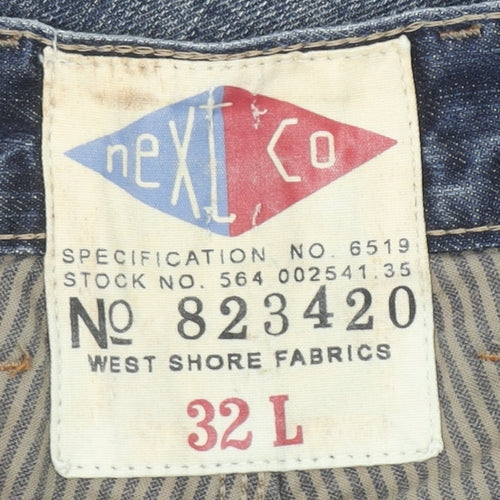 neXt Co
SPECIFICATION NO. 6519
STOCK NO. 564 002541.35
No 823420
WEST SHORE FABRICS
32 L